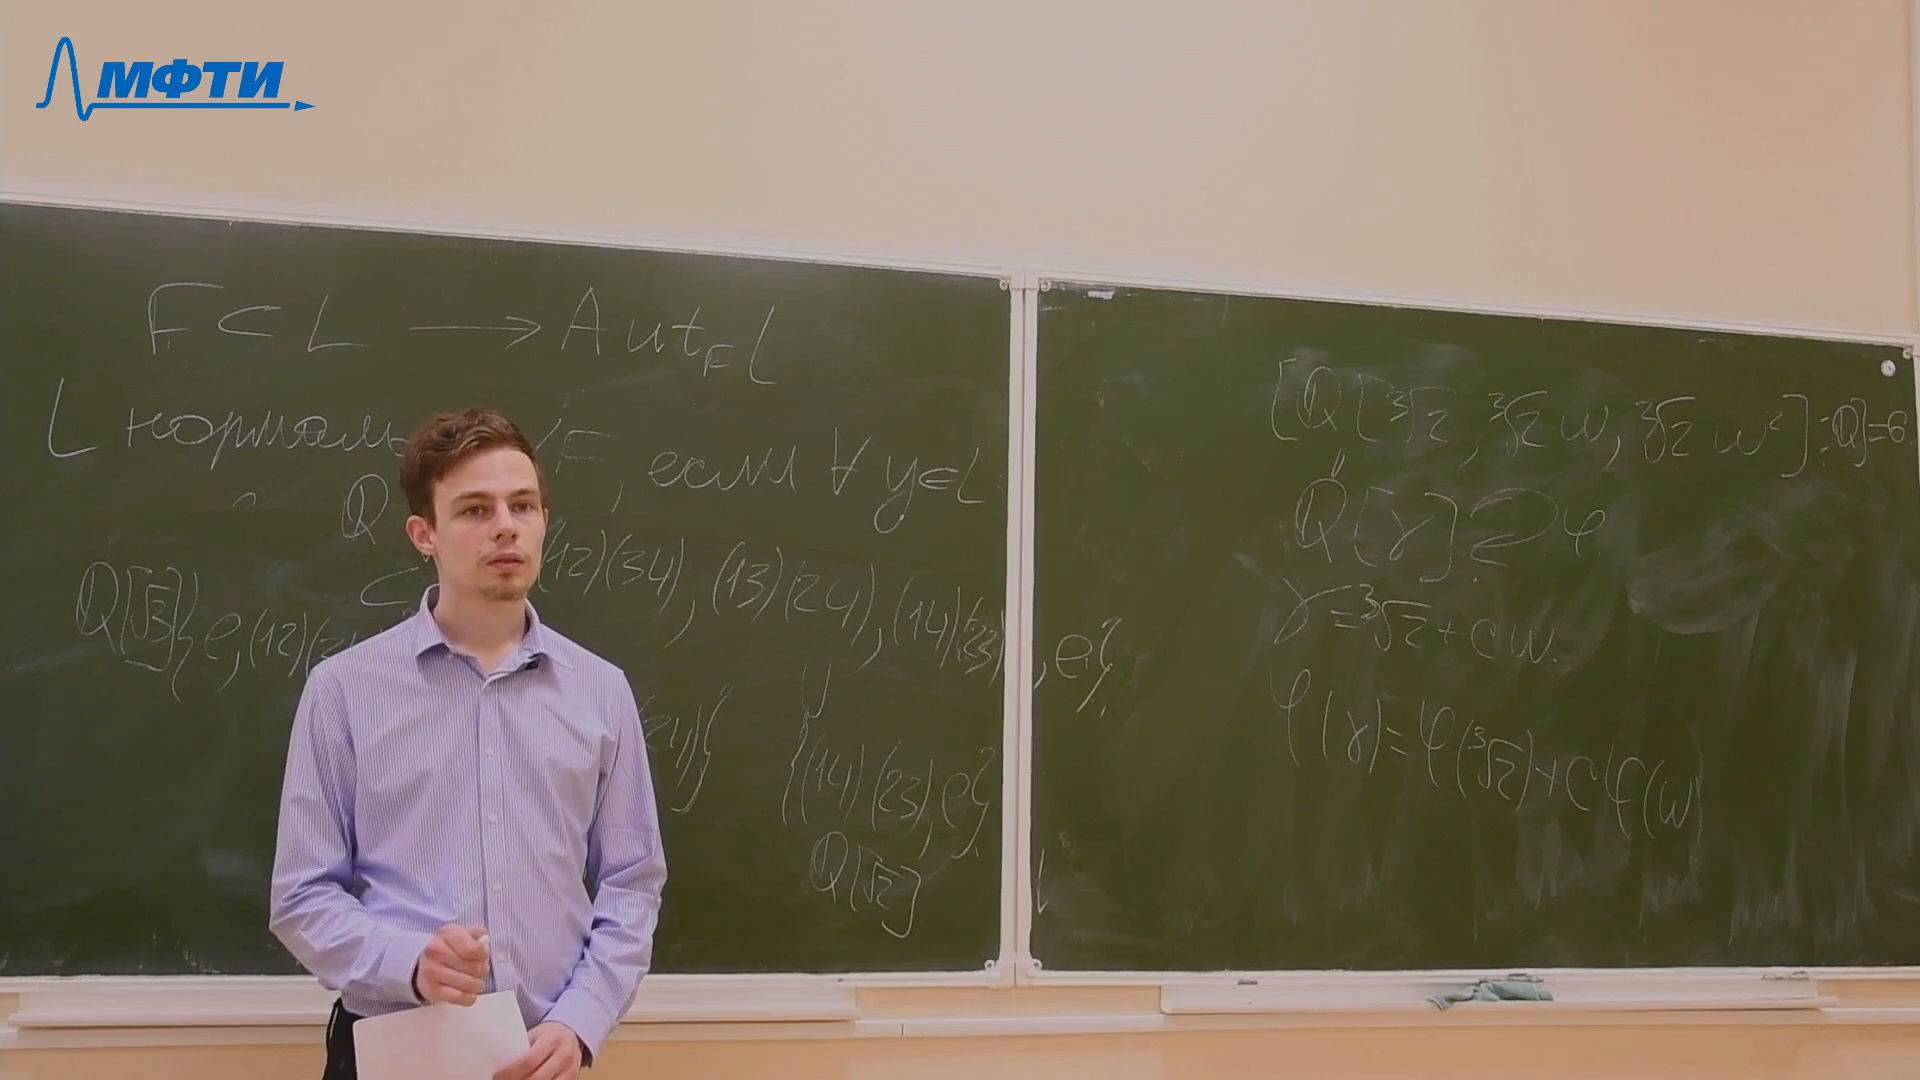 МФТИ
F ⊂ L → Aut_F L
L нормаль /F, если ∀ y ∈ L
Q
(12)(34), (13)(24), (14)(23), e}
Q[√3] {e, (12)(
24)}
{(14)(23), e}
Q[√2]
[Q[∛2, ∛2 ω, ∛2 ω²] : Q] = 6.
Q[γ] ⊋ φ
γ = ∛2 + cω.
φ(γ) = φ(∛2) + cφ(ω)